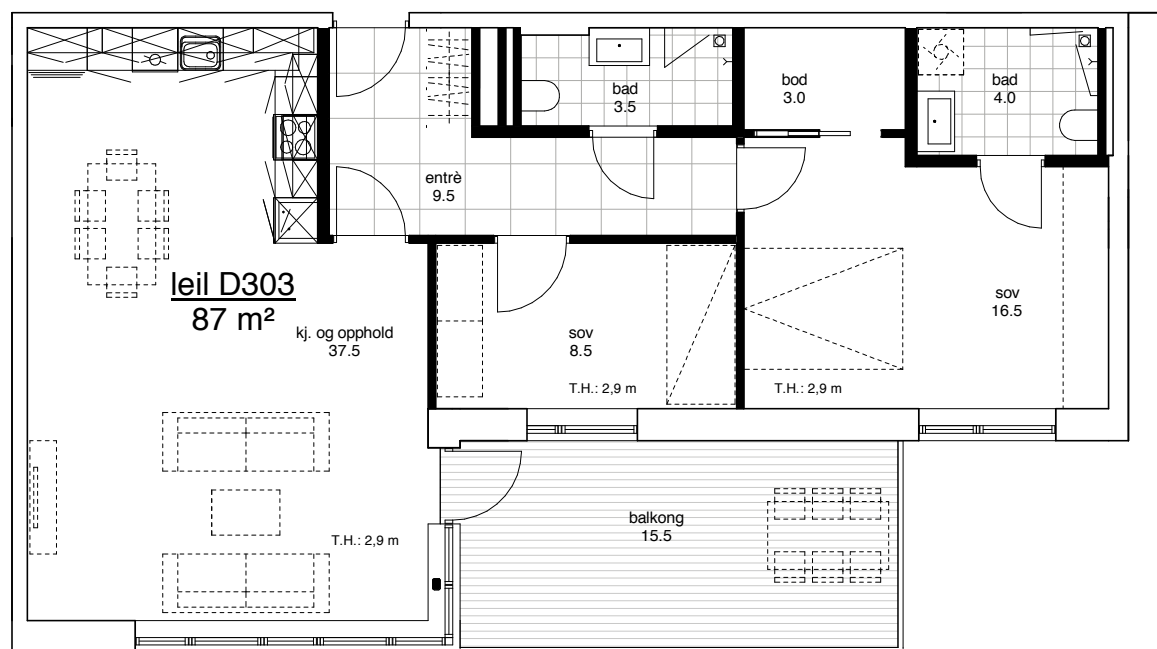 bad
3.5
bod
3.0
bad
4.0
entrè
9.5
leil D303
87 m²
kj. og opphold
37.5
sov
8.5
sov
16.5
T.H.: 2,9 m
T.H.: 2,9 m
balkong
15.5
T.H.: 2,9 m